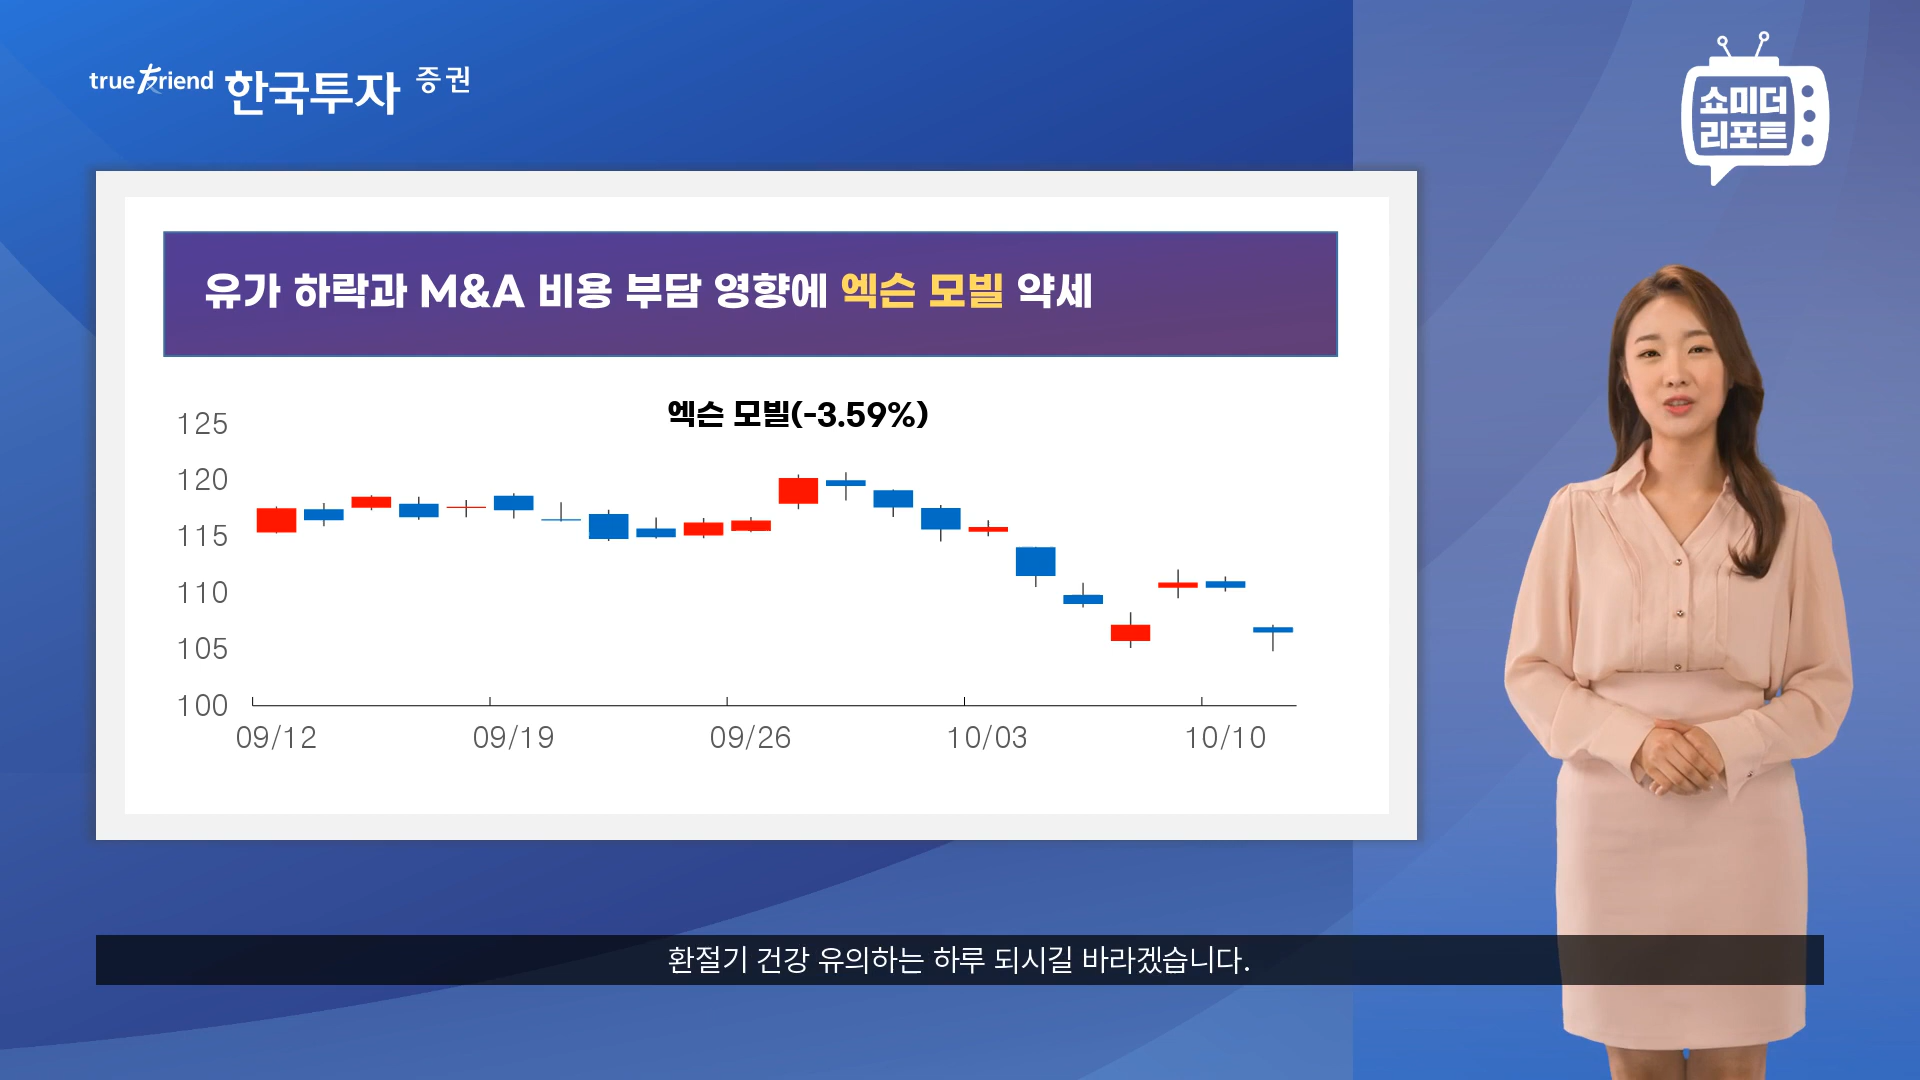 true friend 한국투자 증권
쇼미더
리포트
유가 하락과 M&A 비용 부담 영향에 엑슨 모빌 약세
엑슨 모빌(-3.59%)
125
120
115
110
105
100
09/12 09/19 09/26 10/03 10/10
환절기 건강 유의하는 하루 되시길 바라겠습니다.